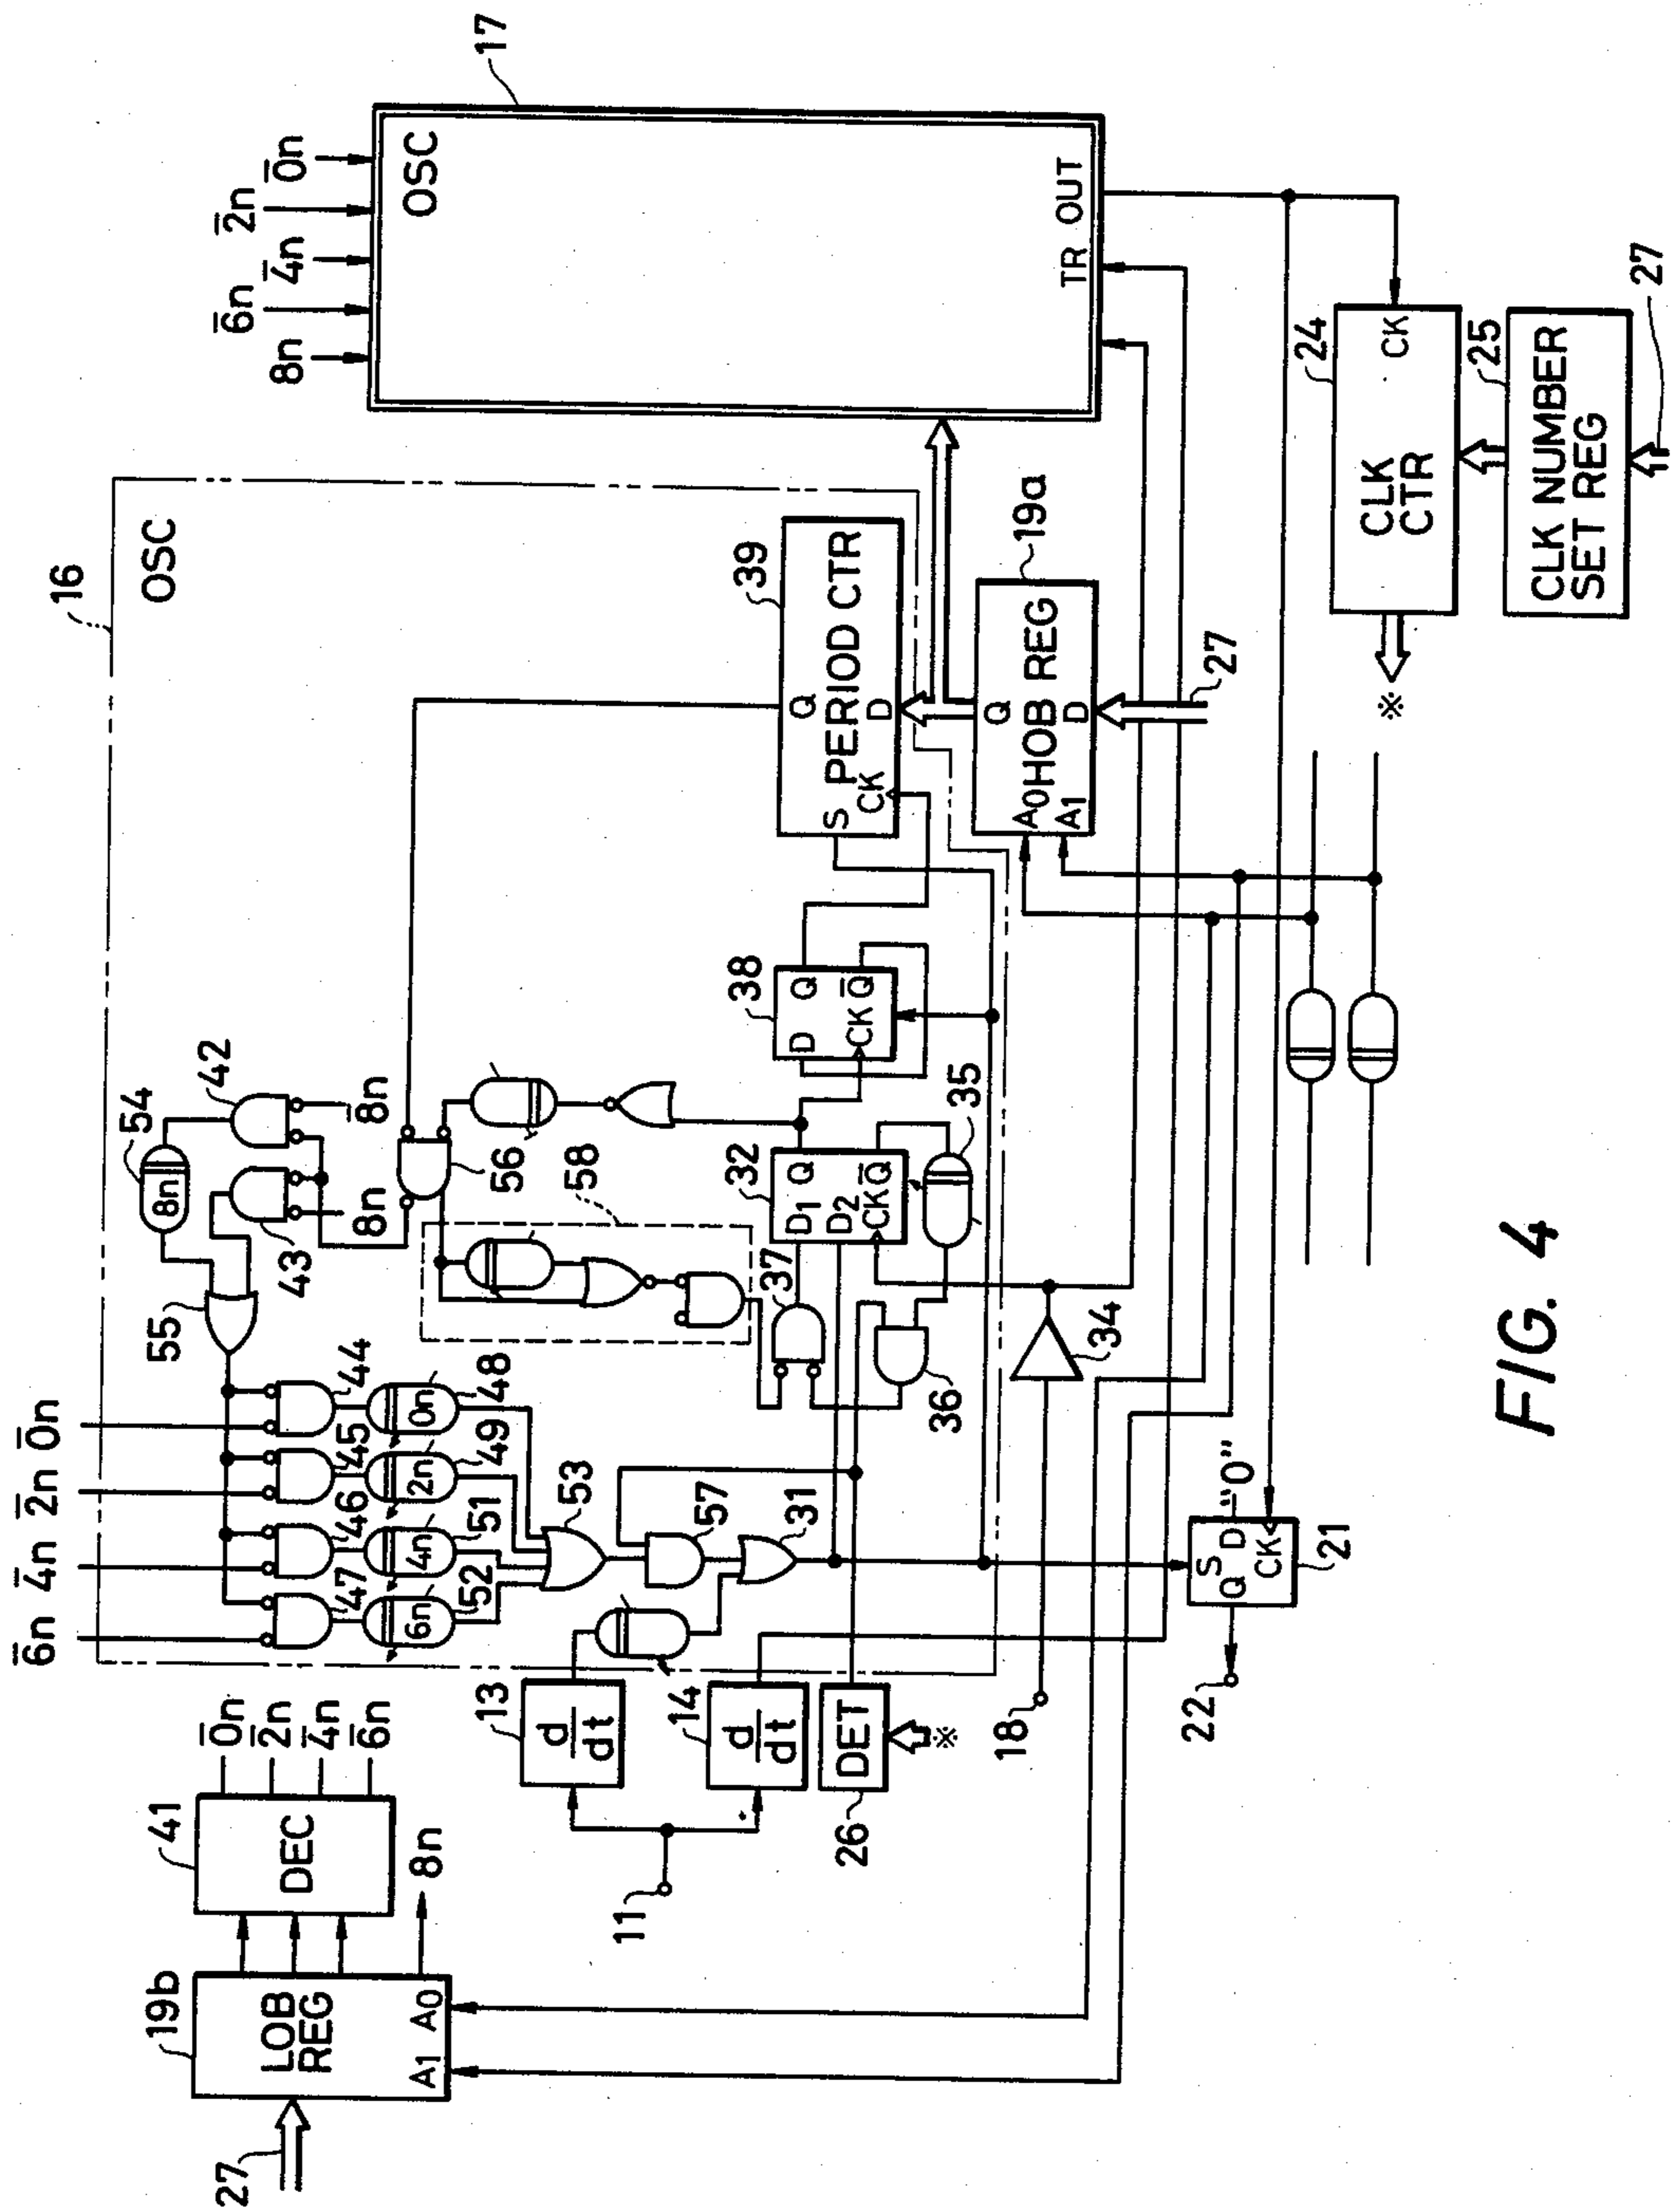 27
19b
LOB
REG
A1 A0
41
DEC
0̅n
2̅n
4̅n
6̅n
8n
6̅n 4̅n 2̅n 0̅n
16
OSC
11
13
d
dt
14
d
dt
DET
26
※
18
22
47
46
45
44
6n
4n
2n
0n
52
51
49
48
53
57
31
55
54
8n
43
42
8n
8̅n
56
58
37
36
34
35
32
D1 Q
D2
CK Q̅
38
D Q
CK Q̅
39
S Q
PERIOD CTR
CK D
19a
Q
A0 HOB REG
A1 D
27
21
S D
Q CK
"0"
8n 6̅n 4̅n 2̅n 0̅n
17
OSC
TR OUT
24
CLK
CTR
CK
※
25
CLK NUMBER
SET REG
27
FIG. 4